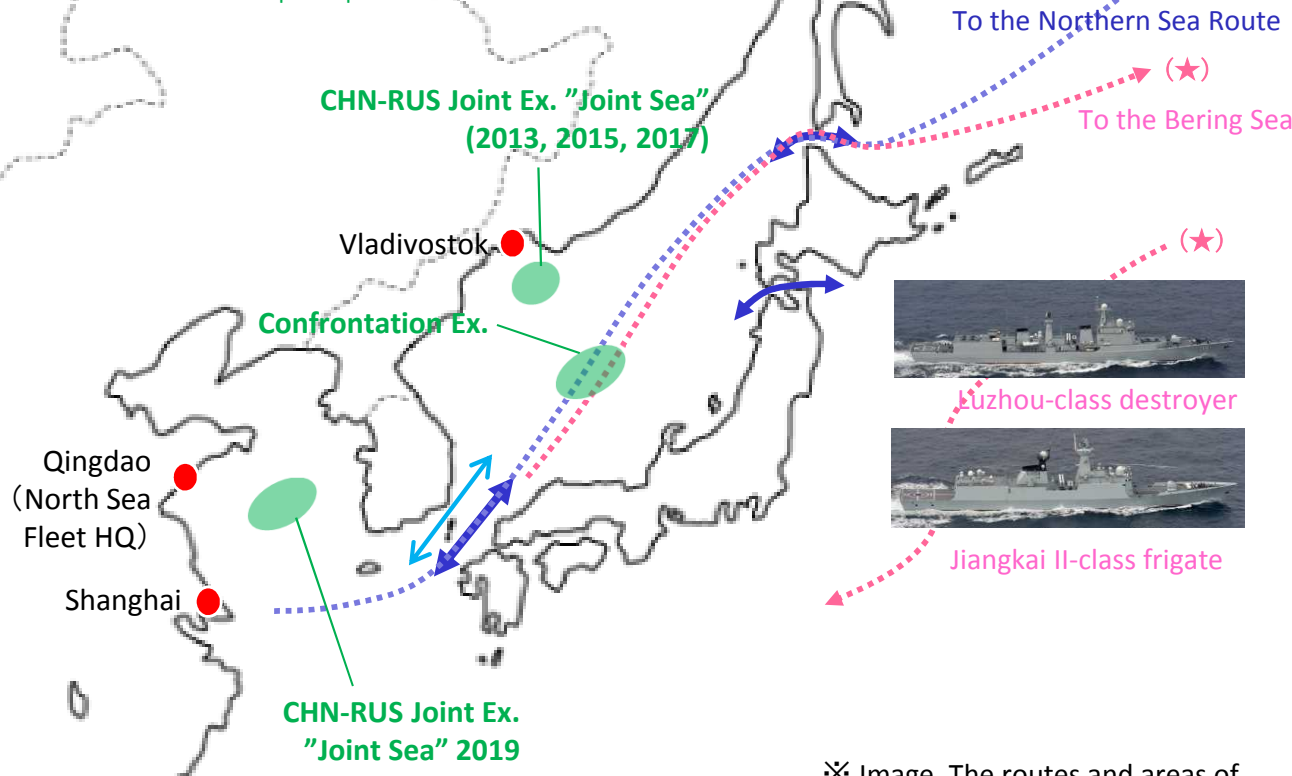 To the Northern Sea Route
(★)
To the Bering Sea
CHN-RUS Joint Ex. ”Joint Sea”
(2013, 2015, 2017)
Vladivostok
(★)
Confrontation Ex.
Luzhou-class destroyer
Qingdao
（North Sea
Fleet HQ）
Jiangkai II-class frigate
Shanghai
CHN-RUS Joint Ex.
”Joint Sea” 2019
※ Image. The routes and areas of